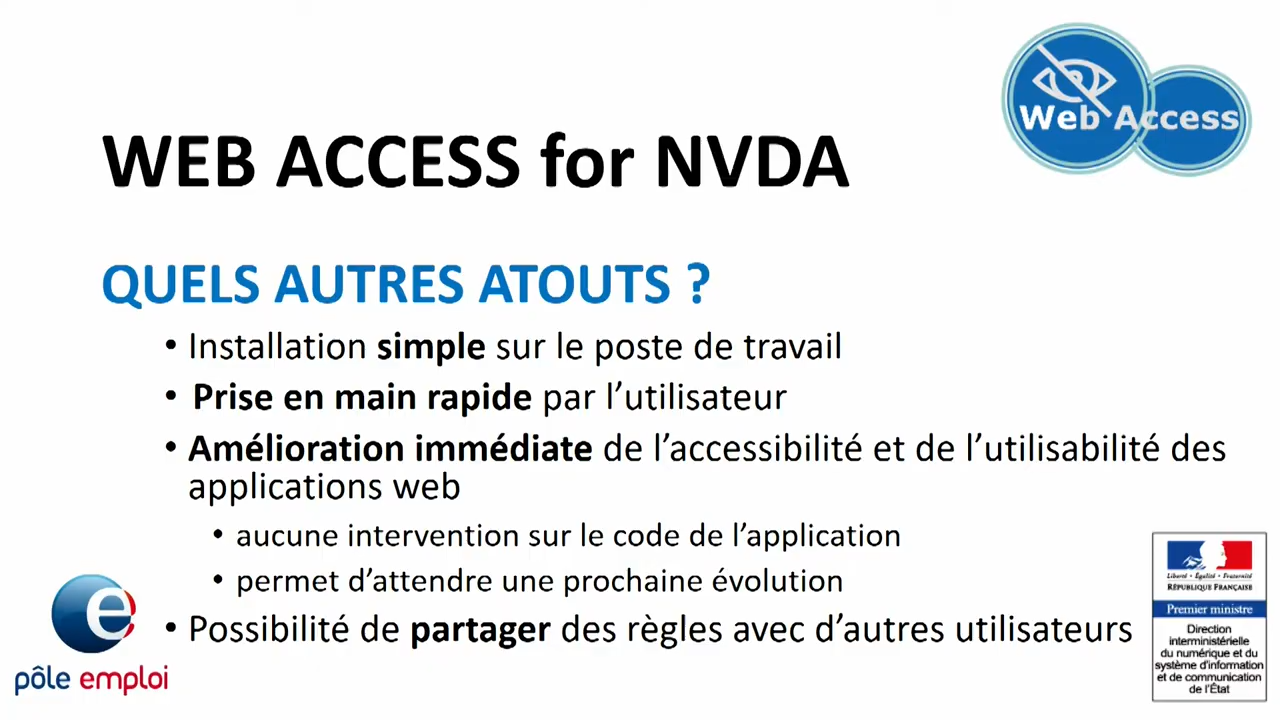 Web Access
WEB ACCESS for NVDA
QUELS AUTRES ATOUTS ?
• Installation simple sur le poste de travail
• Prise en main rapide par l’utilisateur
• Amélioration immédiate de l’accessibilité et de l’utilisabilité des
applications web
• aucune intervention sur le code de l’application
• permet d’attendre une prochaine évolution
• Possibilité de partager des règles avec d’autres utilisateurs
pôle emploi
Liberté • Égalité • Fraternité
RÉPUBLIQUE FRANÇAISE
Premier ministre
Direction
interministérielle
du numérique et du
système d'information
et de communication
de l'État